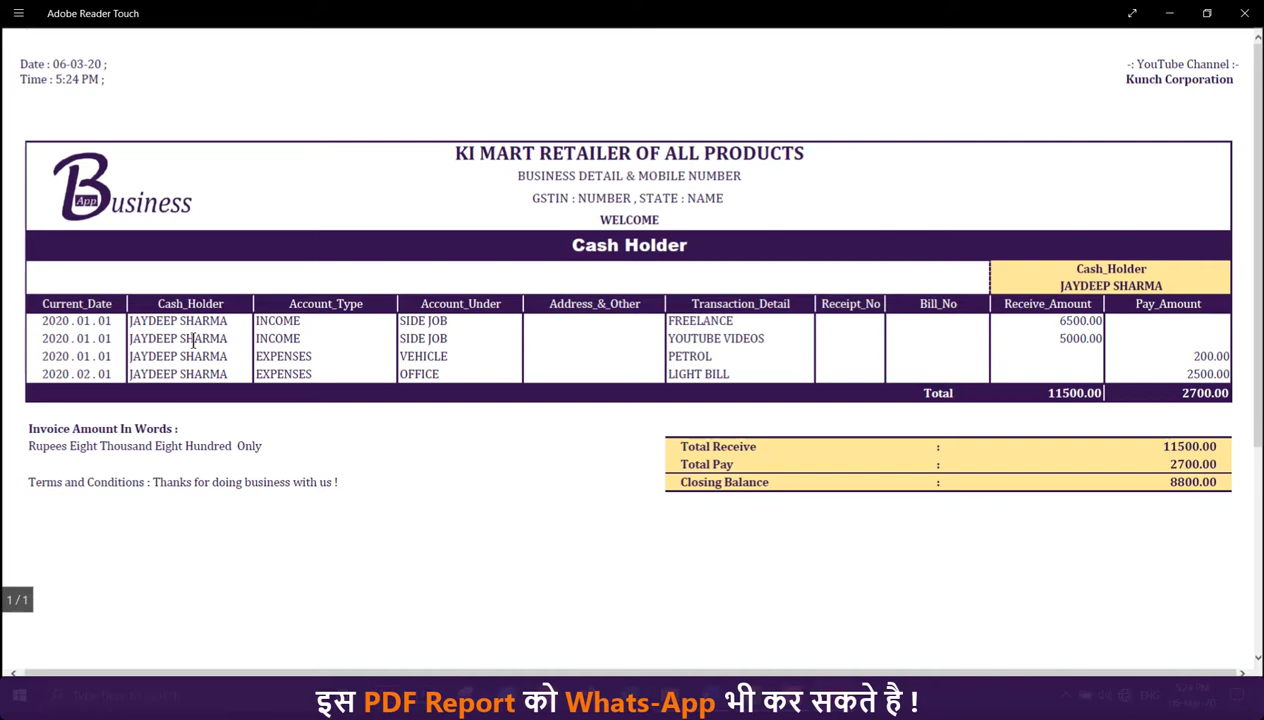 Adobe Reader Touch
Date : 06-03-20 ;
Time : 5:24 PM ;
-: YouTube Channel :-
Kunch Corporation
Business
App
KI MART RETAILER OF ALL PRODUCTS
BUSINESS DETAIL & MOBILE NUMBER
GSTIN : NUMBER , STATE : NAME
WELCOME
Cash Holder
Cash_Holder
JAYDEEP SHARMA
Current_Date Cash_Holder Account_Type Account_Under Address_&_Other Transaction_Detail Receipt_No Bill_No Receive_Amount Pay_Amount
2020 . 01 . 01 JAYDEEP SHARMA INCOME SIDE JOB FREELANCE 6500.00
2020 . 01 . 01 JAYDEEP SHARMA INCOME SIDE JOB YOUTUBE VIDEOS 5000.00
2020 . 01 . 01 JAYDEEP SHARMA EXPENSES VEHICLE PETROL 200.00
2020 . 02 . 01 JAYDEEP SHARMA EXPENSES OFFICE LIGHT BILL 2500.00
Total 11500.00 2700.00
Invoice Amount In Words :
Rupees Eight Thousand Eight Hundred Only
Terms and Conditions : Thanks for doing business with us !
Total Receive : 11500.00
Total Pay : 2700.00
Closing Balance : 8800.00
1 / 1
इस PDF Report को Whats-App भी कर सकते है !